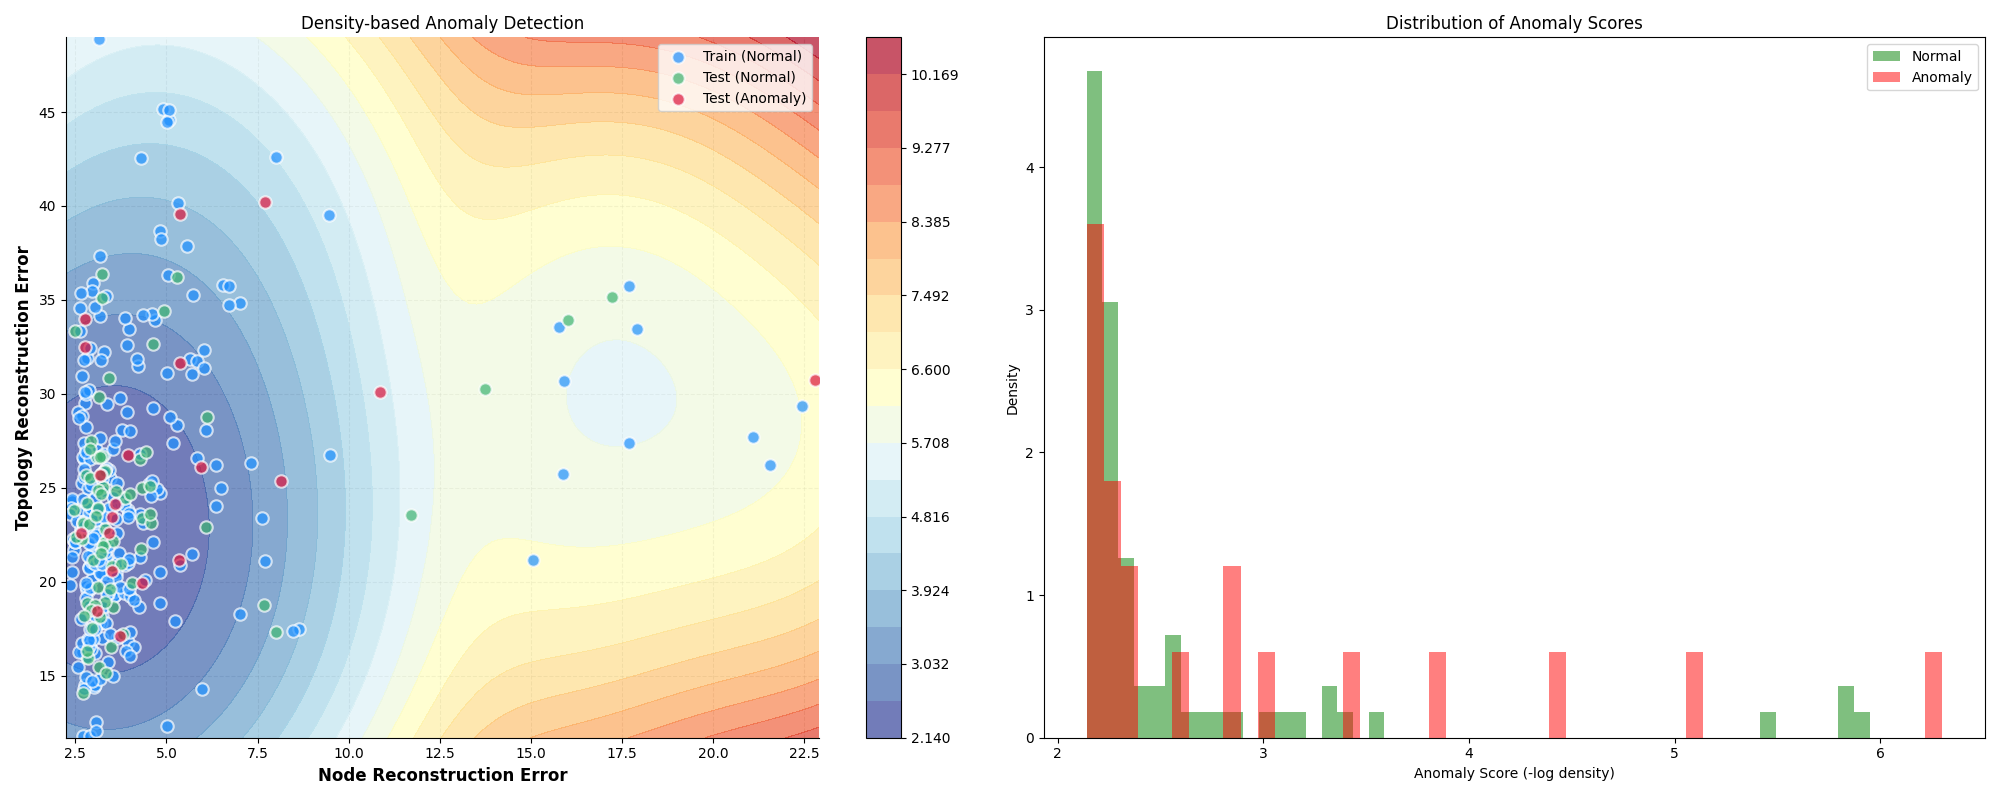 Density-based Anomaly Detection
Train (Normal)
Test (Normal)
Test (Anomaly)
Topology Reconstruction Error
45
40
35
30
25
20
15
2.5 5.0 7.5 10.0 12.5 15.0 17.5 20.0 22.5
Node Reconstruction Error
10.169
9.277
8.385
7.492
6.600
5.708
4.816
3.924
3.032
2.140
Distribution of Anomaly Scores
Normal
Anomaly
Density
4
3
2
1
0
2 3 4 5 6
Anomaly Score (-log density)